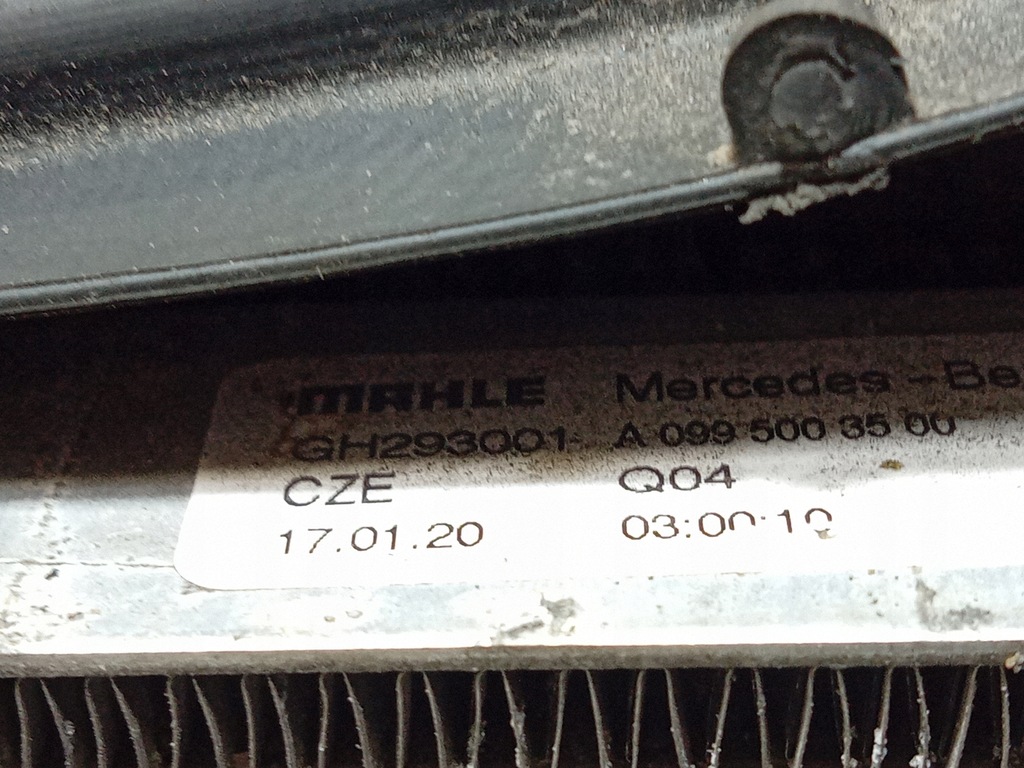 MAHLE Mercedes-Be
GH293001 A 099 500 35 00
CZE Q04
17.01.20 03:00:10